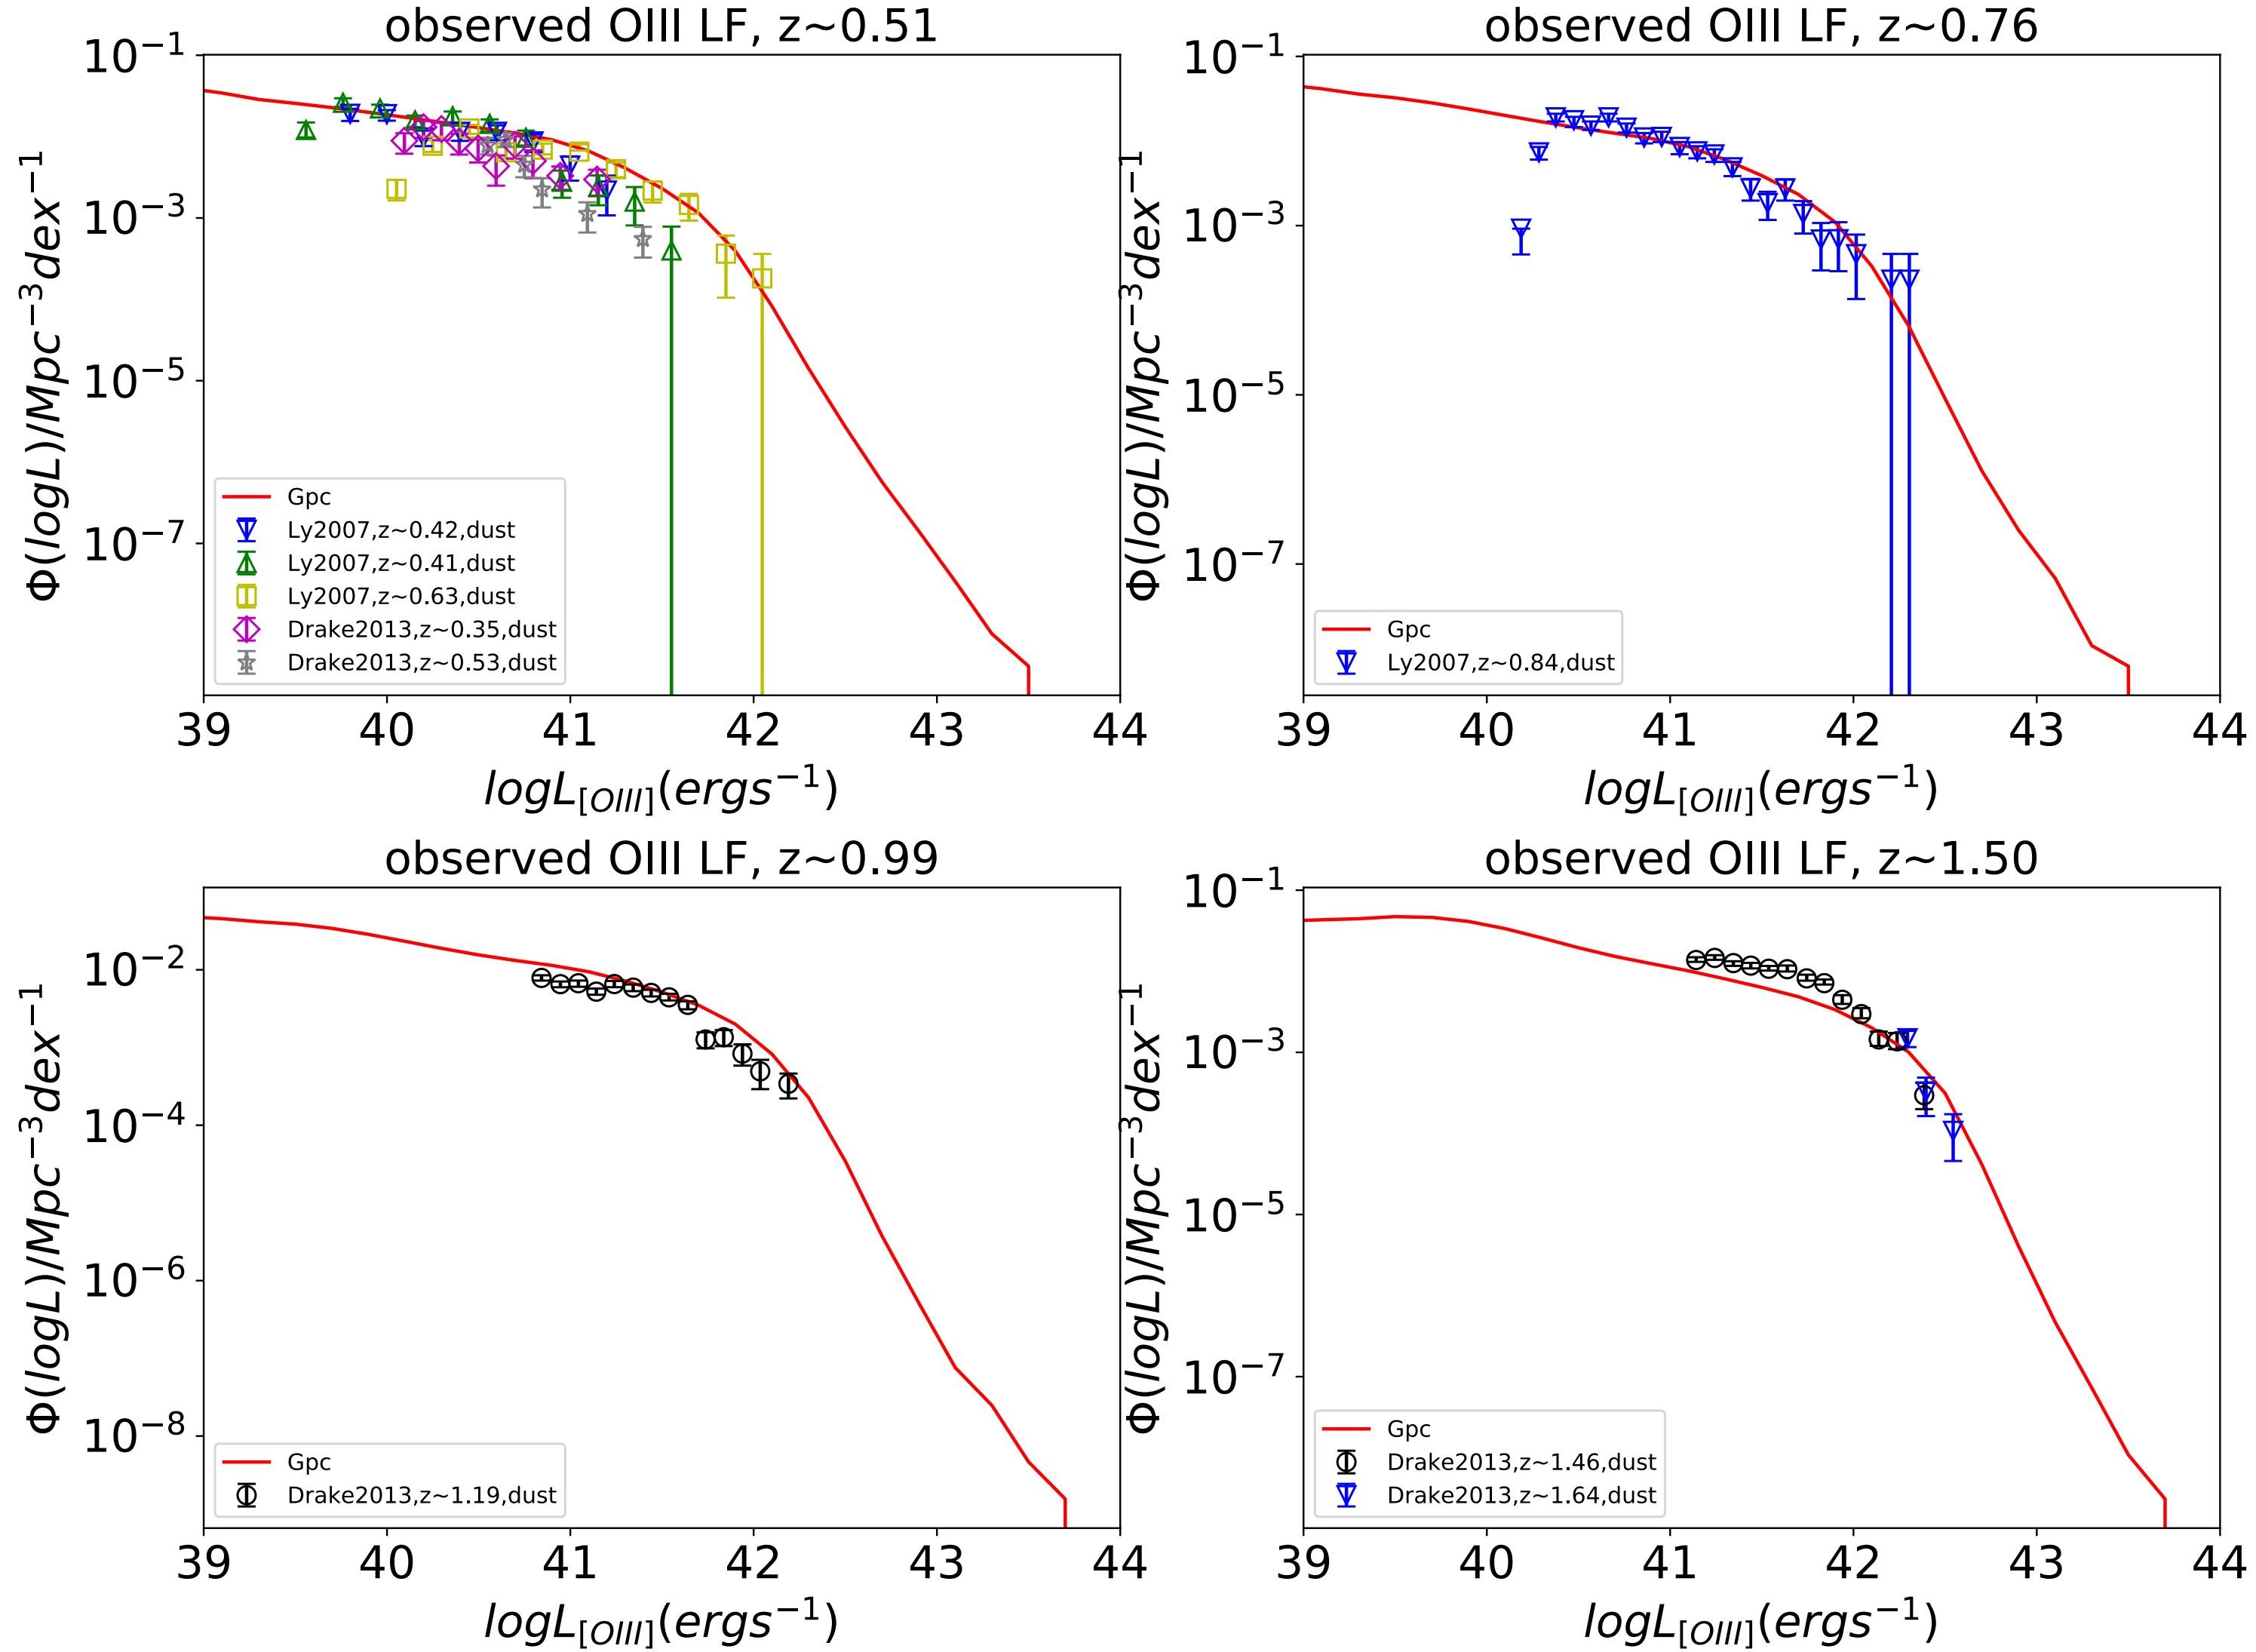 observed OIII LF, z~0.51
10⁻¹
10⁻³
10⁻⁵
10⁻⁷
Φ(logL)/Mpc⁻³dex⁻¹
Gpc
Ly2007,z~0.42,dust
Ly2007,z~0.41,dust
Ly2007,z~0.63,dust
Drake2013,z~0.35,dust
Drake2013,z~0.53,dust
39 40 41 42 43 44
logL[OIII](ergs⁻¹)
observed OIII LF, z~0.76
10⁻¹
10⁻³
10⁻⁵
10⁻⁷
Φ(logL)/Mpc⁻³dex⁻¹
Gpc
Ly2007,z~0.84,dust
39 40 41 42 43 44
logL[OIII](ergs⁻¹)
observed OIII LF, z~0.99
10⁻²
10⁻⁴
10⁻⁶
10⁻⁸
Φ(logL)/Mpc⁻³dex⁻¹
Gpc
Drake2013,z~1.19,dust
39 40 41 42 43 44
logL[OIII](ergs⁻¹)
observed OIII LF, z~1.50
10⁻¹
10⁻³
10⁻⁵
10⁻⁷
Φ(logL)/Mpc⁻³dex⁻¹
Gpc
Drake2013,z~1.46,dust
Drake2013,z~1.64,dust
39 40 41 42 43 44
logL[OIII](ergs⁻¹)